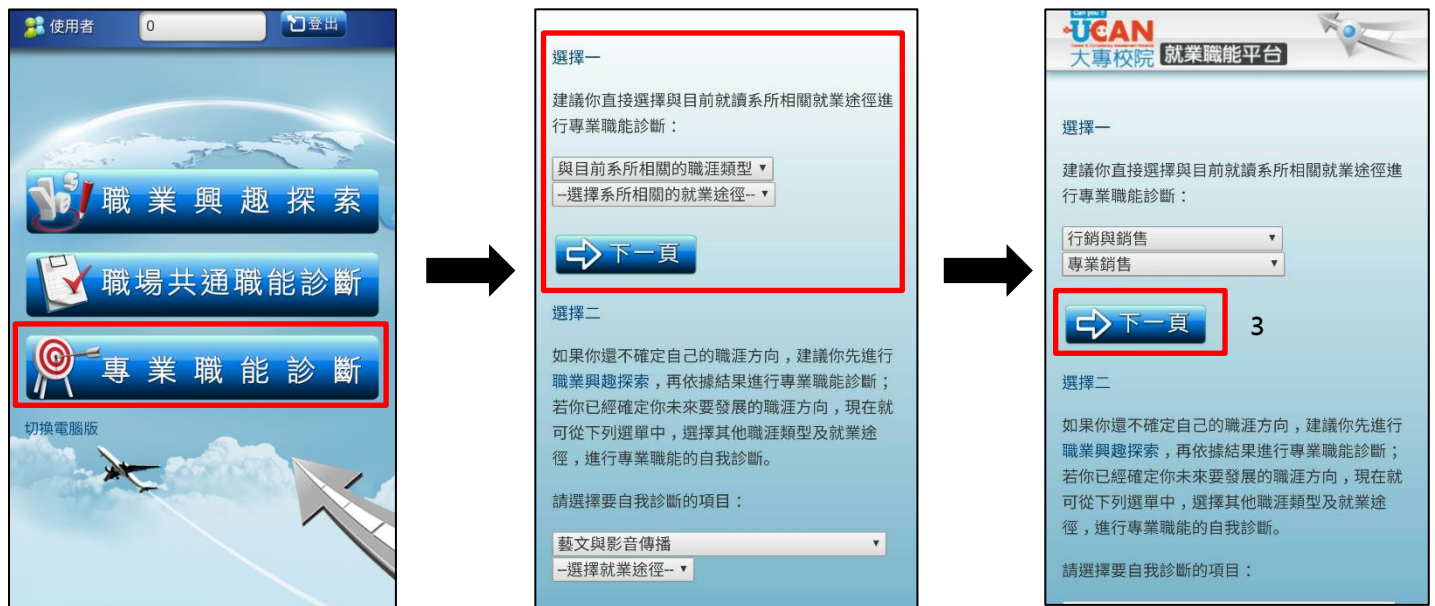 使用者
0
登出
職業興趣探索
職場共通職能診斷
專業職能診斷
切換電腦版
選擇一
建議你直接選擇與目前就讀系所相關就業途徑進
行專業職能診斷：
與目前系所相關的職涯類型
--選擇系所相關的就業途徑--
下一頁
選擇二
如果你還不確定自己的職涯方向，建議你先進行
職業興趣探索，再依據結果進行專業職能診斷；
若你已經確定你未來要發展的職涯方向，現在就
可從下列選單中，選擇其他職涯類型及就業途
徑，進行專業職能的自我診斷。
請選擇要自我診斷的項目：
藝文與影音傳播
--選擇就業途徑--
Can you?
UCAN
大專校院 就業職能平台
選擇一
建議你直接選擇與目前就讀系所相關就業途徑進
行專業職能診斷：
行銷與銷售
專業銷售
下一頁
3
選擇二
如果你還不確定自己的職涯方向，建議你先進行
職業興趣探索，再依據結果進行專業職能診斷；
若你已經確定你未來要發展的職涯方向，現在就
可從下列選單中，選擇其他職涯類型及就業途
徑，進行專業職能的自我診斷。
請選擇要自我診斷的項目：